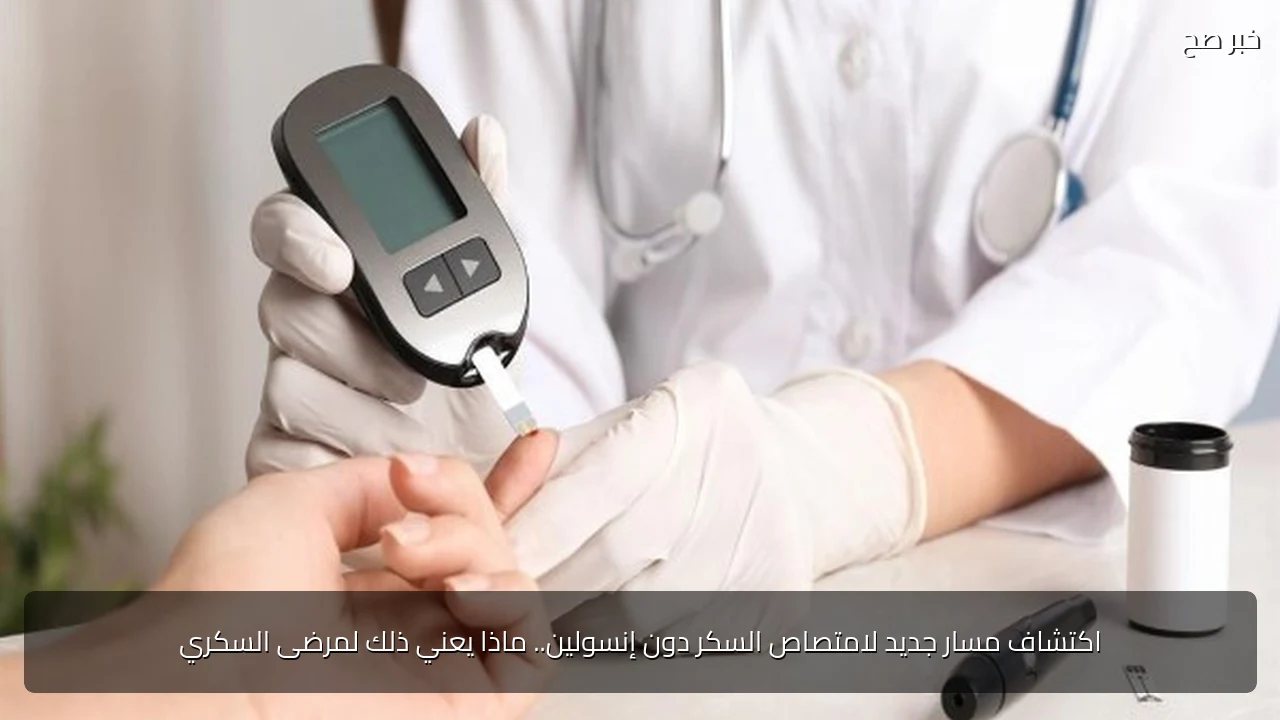 خبر صح
اكتشاف مسار جديد لامتصاص السكر دون إنسولين.. ماذا يعني ذلك لمرضى السكري